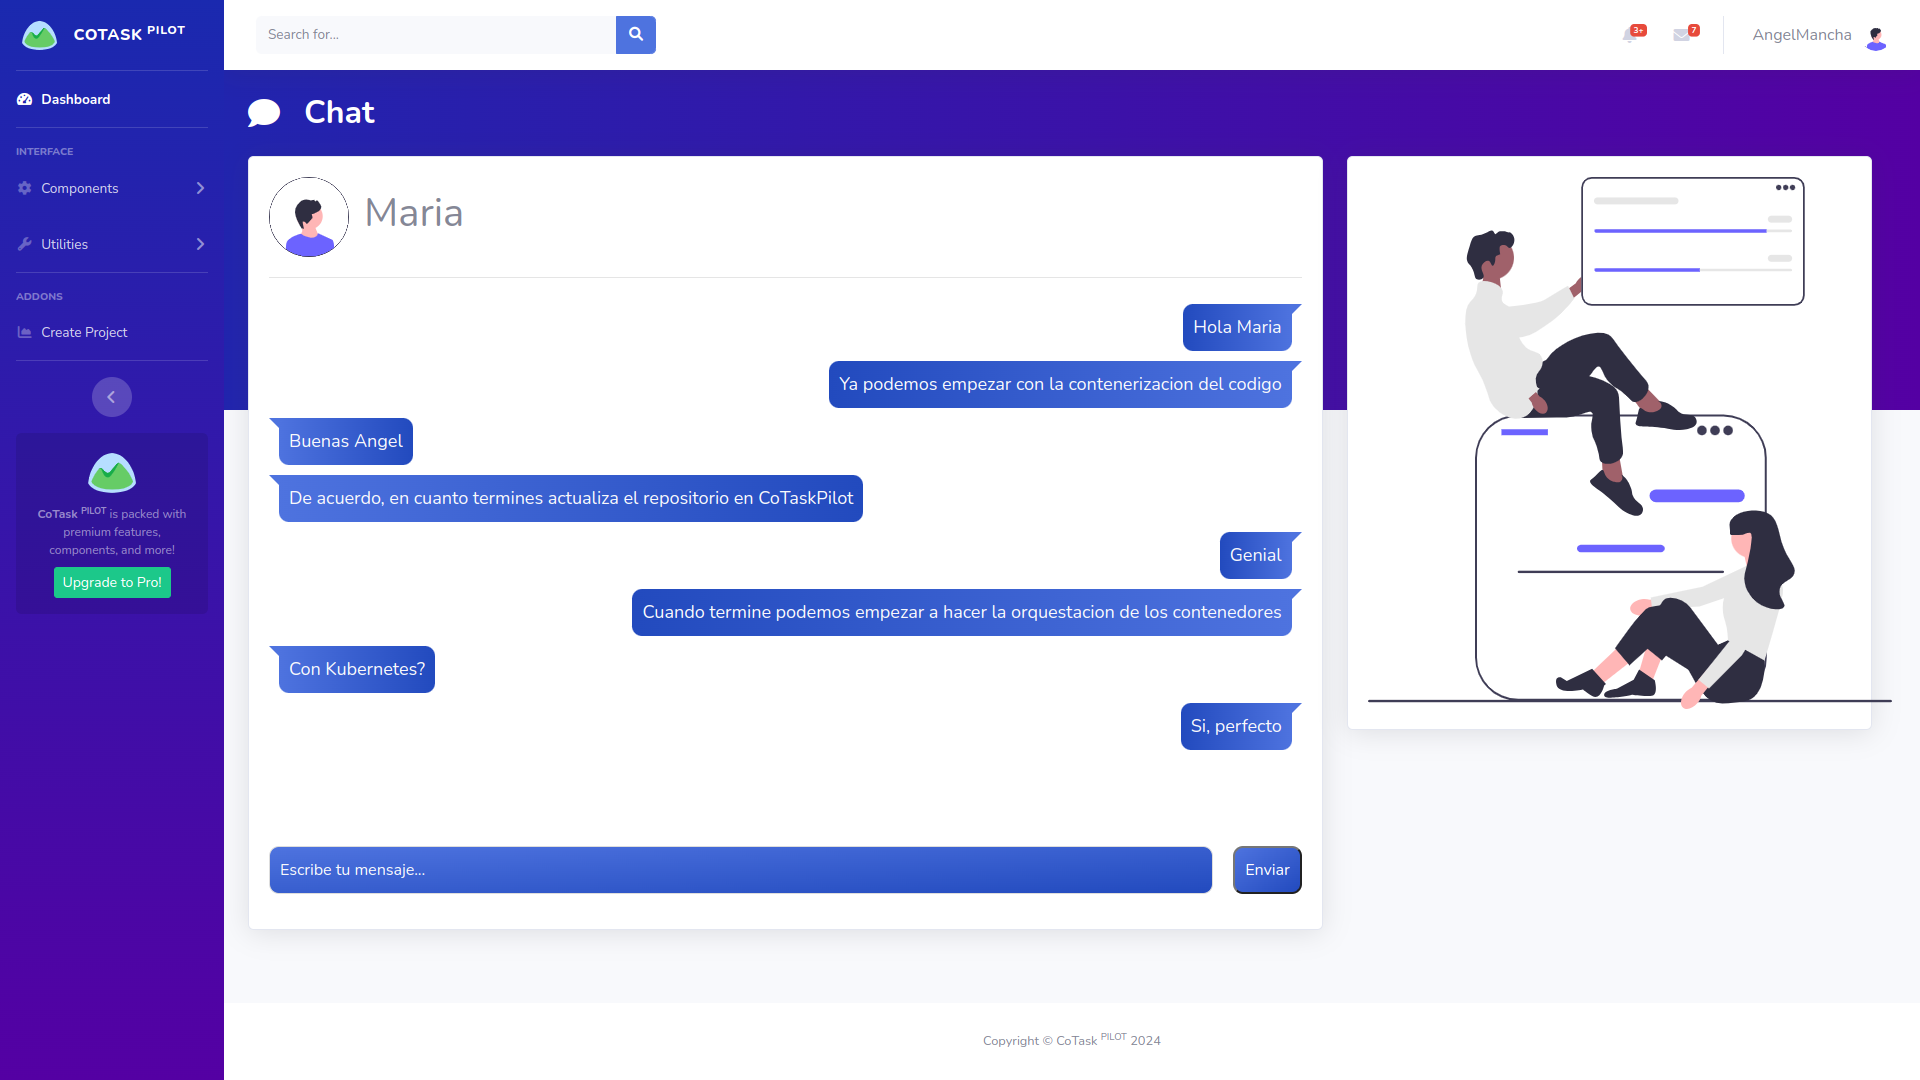 COTASK PILOT
Dashboard
INTERFACE
Components
Utilities
ADDONS
Create Project
CoTask PILOT is packed with
premium features,
components, and more!
Upgrade to Pro!
Search for...
3+
7
AngelMancha
Chat
Maria
Hola Maria
Ya podemos empezar con la contenerizacion del codigo
Buenas Angel
De acuerdo, en cuanto termines actualiza el repositorio en CoTaskPilot
Genial
Cuando termine podemos empezar a hacer la orquestacion de los contenedores
Con Kubernetes?
Si, perfecto
Escribe tu mensaje...
Enviar
Copyright © CoTask PILOT 2024